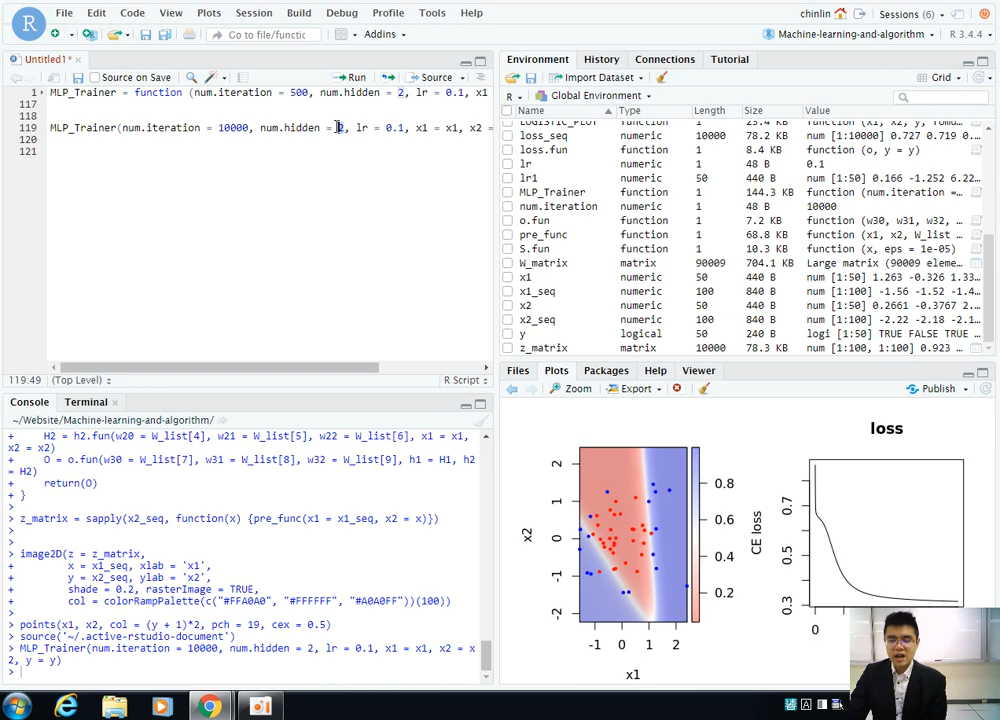 File Edit Code View Plots Session Build Debug Profile Tools Help
chinlin Sessions (6)
Go to file/functic Addins
Machine-learning-and-algorithm R 3.4.4
Untitled1*
Source on Save Run Source
1 MLP_Trainer = function (num.iteration = 500, num.hidden = 2, lr = 0.1, x1
117
118
119 MLP_Trainer(num.iteration = 10000, num.hidden = 2, lr = 0.1, x1 = x1, x2 =
120
121
119:49 (Top Level) R Script
Console Terminal
~/Website/Machine-learning-and-algorithm/
+ H2 = h2.fun(w20 = W_list[4], w21 = W_list[5], w22 = W_list[6], x1 = x1,
x2 = x2)
+ O = o.fun(w30 = W_list[7], w31 = W_list[8], w32 = W_list[9], h1 = H1, h2
= H2)
+ return(O)
+ }
>
> z_matrix = sapply(x2_seq, function(x) {pre_func(x1 = x1_seq, x2 = x)})
>
> image2D(z = z_matrix,
+ x = x1_seq, xlab = 'x1',
+ y = x2_seq, ylab = 'x2',
+ shade = 0.2, rasterImage = TRUE,
+ col = colorRampPalette(c("#FFA0A0", "#FFFFFF", "#A0A0FF"))(100))
>
> points(x1, x2, col = (y + 1)*2, pch = 19, cex = 0.5)
> source('~/.active-rstudio-document')
> MLP_Trainer(num.iteration = 10000, num.hidden = 2, lr = 0.1, x1 = x1, x2 = x
2, y = y)
>
Environment History Connections Tutorial
Import Dataset Grid
R Global Environment
Name Type Length Size Value
LOGISTIC_PLOT function 1 23.4 KB
loss_seq numeric 10000 78.2 KB num [1:10000] 0.727 0.719 0…
loss.fun function 1 8.4 KB function (o, y = y)
lr numeric 1 48 B 0.1
lr1 numeric 50 440 B num [1:50] 0.166 -1.252 6.22…
MLP_Trainer function 1 144.3 KB function (num.iteration =…
num.iteration numeric 1 48 B 10000
o.fun function 1 7.2 KB function (w30, w31, w32, …
pre_func function 1 68.8 KB function (x1, x2, W_list …
S.fun function 1 10.3 KB function (x, eps = 1e-05)
W_matrix matrix 90009 704.1 KB Large matrix (90009 eleme…
x1 numeric 50 440 B num [1:50] 1.263 -0.326 1.33…
x1_seq numeric 100 840 B num [1:100] -1.56 -1.52 -1.4…
x2 numeric 50 440 B num [1:50] 0.2661 -0.3767 2.…
x2_seq numeric 100 840 B num [1:100] -2.22 -2.18 -2.1…
y logical 50 240 B logi [1:50] TRUE FALSE TRUE …
z_matrix matrix 10000 78.3 KB num [1:100, 1:100] 0.923 …
Files Plots Packages Help Viewer
Zoom Export Publish
x2
2
1
0
-1
-2
-1 0 1 2
x1
0.8
0.6
0.4
0.2
loss
CE loss
0.7
0.5
0.3
0